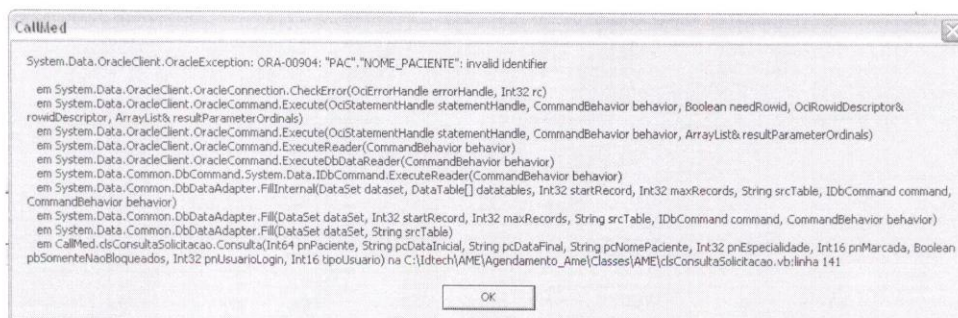 CallMed
System.Data.OracleClient.OracleException: ORA-00904: "PAC"."NOME_PACIENTE": invalid identifier
em System.Data.OracleClient.OracleConnection.CheckError(OciErrorHandle errorHandle, Int32 rc)
em System.Data.OracleClient.OracleCommand.Execute(OciStatementHandle statementHandle, CommandBehavior behavior, Boolean needRowid, OciRowidDescriptor&
rowidDescriptor, ArrayList& resultParameterOrdinals)
em System.Data.OracleClient.OracleCommand.Execute(OciStatementHandle statementHandle, CommandBehavior behavior, ArrayList& resultParameterOrdinals)
em System.Data.OracleClient.OracleCommand.ExecuteReader(CommandBehavior behavior)
em System.Data.OracleClient.OracleCommand.ExecuteDbDataReader(CommandBehavior behavior)
em System.Data.Common.DbCommand.System.Data.IDbCommand.ExecuteReader(CommandBehavior behavior)
em System.Data.Common.DbDataAdapter.FillInternal(DataSet dataset, DataTable[] datatables, Int32 startRecord, Int32 maxRecords, String srcTable, IDbCommand command,
CommandBehavior behavior)
em System.Data.Common.DbDataAdapter.Fill(DataSet dataSet, Int32 startRecord, Int32 maxRecords, String srcTable, IDbCommand command, CommandBehavior behavior)
em System.Data.Common.DbDataAdapter.Fill(DataSet dataSet, String srcTable)
em CallMed.clsConsultaSolicitacao.Consulta(Int64 pnPaciente, String pcDataInicial, String pcDataFinal, String pcNomePaciente, Int32 pnEspecialidade, Int16 pnMarcada, Boolean
pbSomenteNaoBloqueados, Int32 pnUsuarioLogin, Int16 tipoUsuario) na C:\Idtech\AME\Agendamento_Ame\Classes\AME\clsConsultaSolicitacao.vb:linha 141
OK